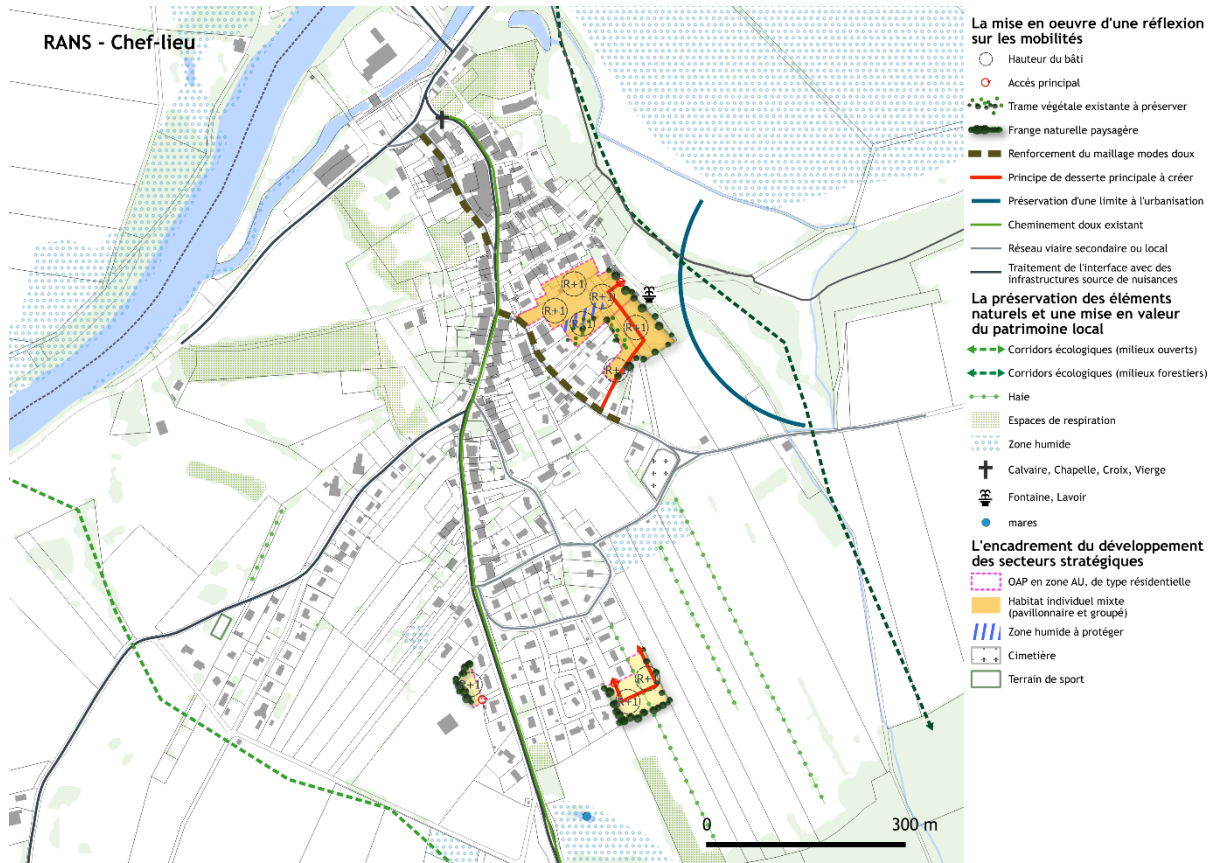 RANS - Chef-lieu
R+1
R+1
R+1
R+1
R+1
R+1
R+1
0
300 m
La mise en oeuvre d'une réflexion
sur les mobilités
Hauteur du bâti
Accès principal
Trame végétale existante à préserver
Frange naturelle paysagère
Renforcement du maillage modes doux
Principe de desserte principale à créer
Préservation d'une limite à l'urbanisation
Cheminement doux existant
Réseau viaire secondaire ou local
Traitement de l'interface avec des
infrastructures source de nuisances
La préservation des éléments
naturels et une mise en valeur
du patrimoine local
Corridors écologiques (milieux ouverts)
Corridors écologiques (milieux forestiers)
Haie
Espaces de respiration
Zone humide
Calvaire, Chapelle, Croix, Vierge
Fontaine, Lavoir
mares
L'encadrement du développement
des secteurs stratégiques
OAP en zone AU, de type résidentielle
Habitat individuel mixte
(pavillonnaire et groupé)
Zone humide à protéger
Cimetière
Terrain de sport